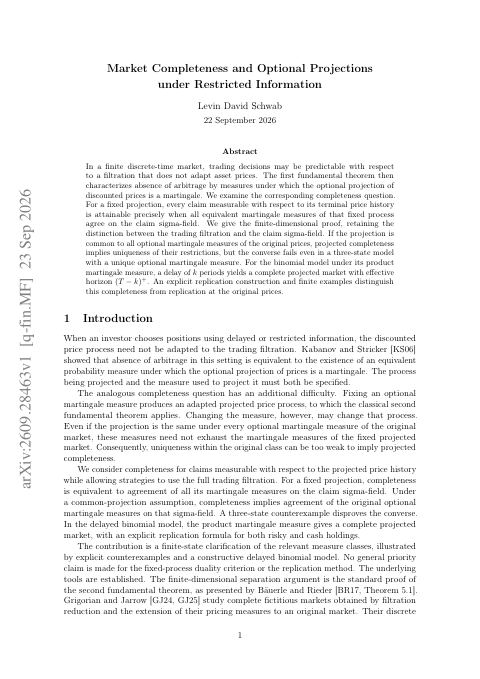 Market Completeness and Optional Projections
under Restricted Information
Levin David Schwab
22 September 2026
Abstract
In a finite discrete-time market, trading decisions may be predictable with respect
to a filtration that does not adapt asset prices. The first fundamental theorem then
characterizes absence of arbitrage by measures under which the optional projection of
discounted prices is a martingale. We examine the corresponding completeness question.
For a fixed projection, every claim measurable with respect to its terminal price history
is attainable precisely when all equivalent martingale measures of that fixed process
agree on the claim sigma-field. We give the finite-dimensional proof, retaining the
distinction between the trading filtration and the claim sigma-field. If the projection is
common to all optional martingale measures of the original prices, projected completeness
implies uniqueness of their restrictions, but the converse fails even in a three-state model
with a unique optional martingale measure. For the binomial model under its product
martingale measure, a delay of k periods yields a complete projected market with effective
horizon (T − k)⁺. An explicit replication construction and finite examples distinguish
this completeness from replication at the original prices.
1 Introduction
When an investor chooses positions using delayed or restricted information, the discounted
price process need not be adapted to the trading filtration. Kabanov and Stricker [KS06]
showed that absence of arbitrage in this setting is equivalent to the existence of an equivalent
probability measure under which the optional projection of prices is a martingale. The process
being projected and the measure used to project it must both be specified.
The analogous completeness question has an additional difficulty. Fixing an optional
martingale measure produces an adapted projected price process, to which the classical second
fundamental theorem applies. Changing the measure, however, may change that process.
Even if the projection is the same under every optional martingale measure of the original
market, these measures need not exhaust the martingale measures of the fixed projected
market. Consequently, uniqueness within the original class can be too weak to imply projected
completeness.
We consider completeness for claims measurable with respect to the projected price history
while allowing strategies to use the full trading filtration. For a fixed projection, completeness
is equivalent to agreement of all its martingale measures on the claim sigma-field. Under
a common-projection assumption, completeness implies agreement of the original optional
martingale measures on that sigma-field. A three-state counterexample disproves the converse.
In the delayed binomial model, the product martingale measure gives a complete projected
market, with an explicit replication formula for both risky and cash holdings.
The contribution is a finite-state clarification of the relevant measure classes, illustrated
by explicit counterexamples and a constructive delayed binomial model. No general priority
claim is made for the fixed-process duality criterion or the replication method. The underlying
tools are established. The finite-dimensional separation argument is the standard proof of
the second fundamental theorem, as presented by Bäuerle and Rieder [BR17, Theorem 5.1].
Grigorian and Jarrow [GJ24, GJ25] study complete fictitious markets obtained by filtration
reduction and the extension of their pricing measures to an original market. Their discrete
1
arXiv:2609.28463v1 [q-fin.MF] 23 Sep 2026